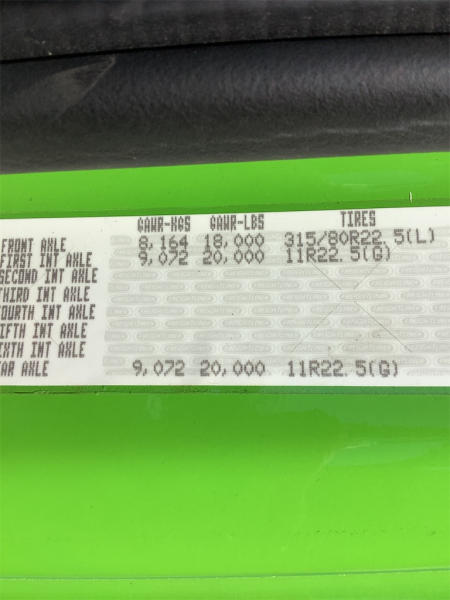 GAWR-KGS GAWR-LBS TIRES
FRONT AXLE 8,164 18,000 315/80R22.5(L)
FIRST INT AXLE 9,072 20,000 11R22.5(G)
SECOND INT AXLE
THIRD INT AXLE
FOURTH INT AXLE
IFTH INT AXLE
IXTH INT AXLE
AR AXLE 9,072 20,000 11R22.5(G)